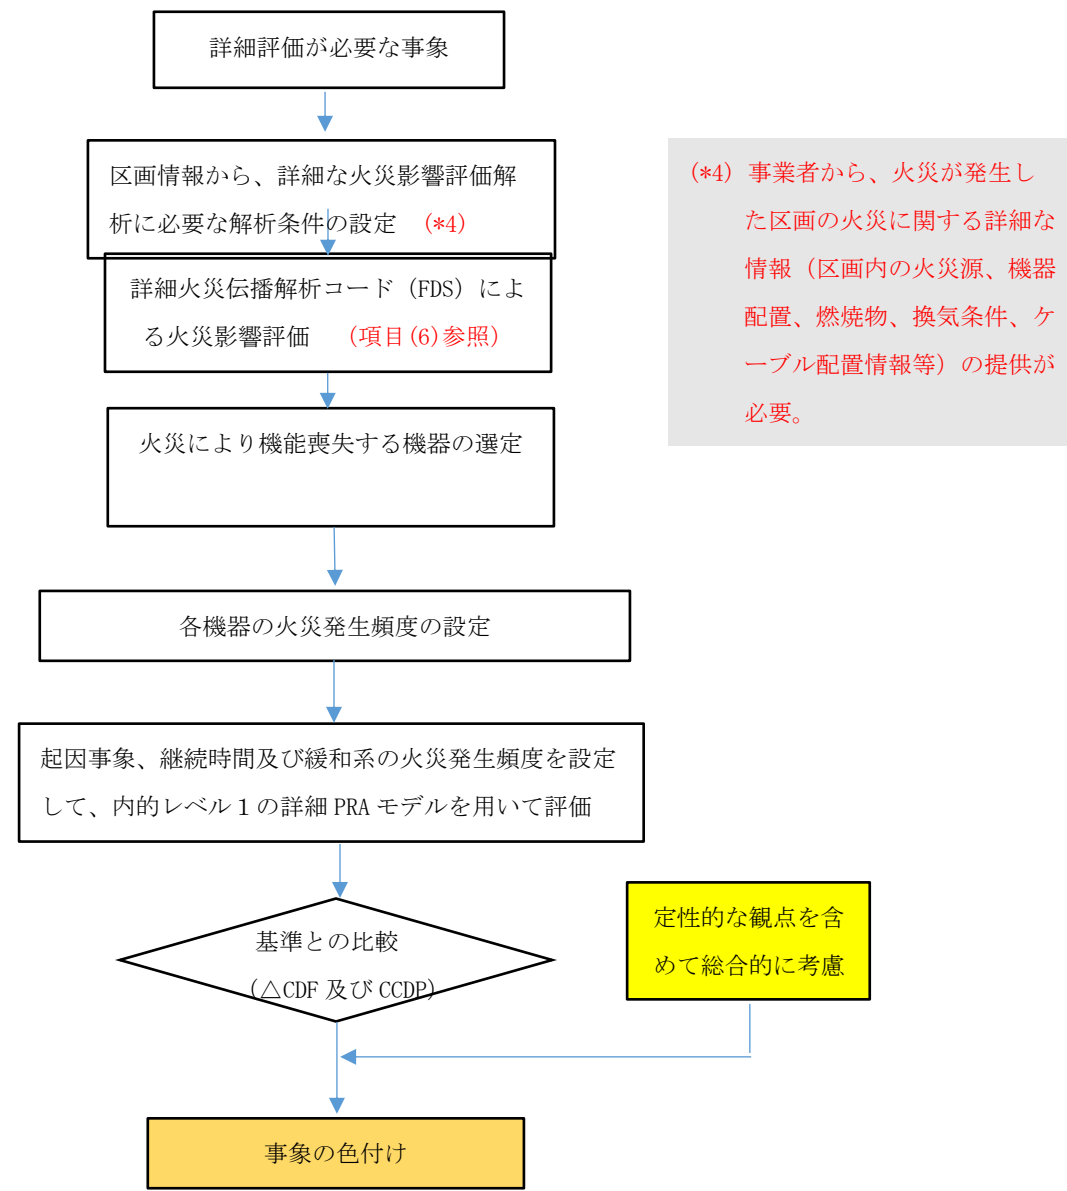 詳細評価が必要な事象
区画情報から、詳細な火災影響評価解
析に必要な解析条件の設定 (*4)
詳細火災伝播解析コード（FDS）によ
る火災影響評価 （項目(6)参照）
火災により機能喪失する機器の選定
各機器の火災発生頻度の設定
起因事象、継続時間及び緩和系の火災発生頻度を設定
して、内的レベル１の詳細 PRA モデルを用いて評価
基準との比較
（△CDF 及び CCDP）
定性的な観点を含
めて総合的に考慮
事象の色付け
(*4) 事業者から、火災が発生し
た区画の火災に関する詳細な
情報（区画内の火災源、機器
配置、燃焼物、換気条件、ケ
ーブル配置情報等）の提供が
必要。